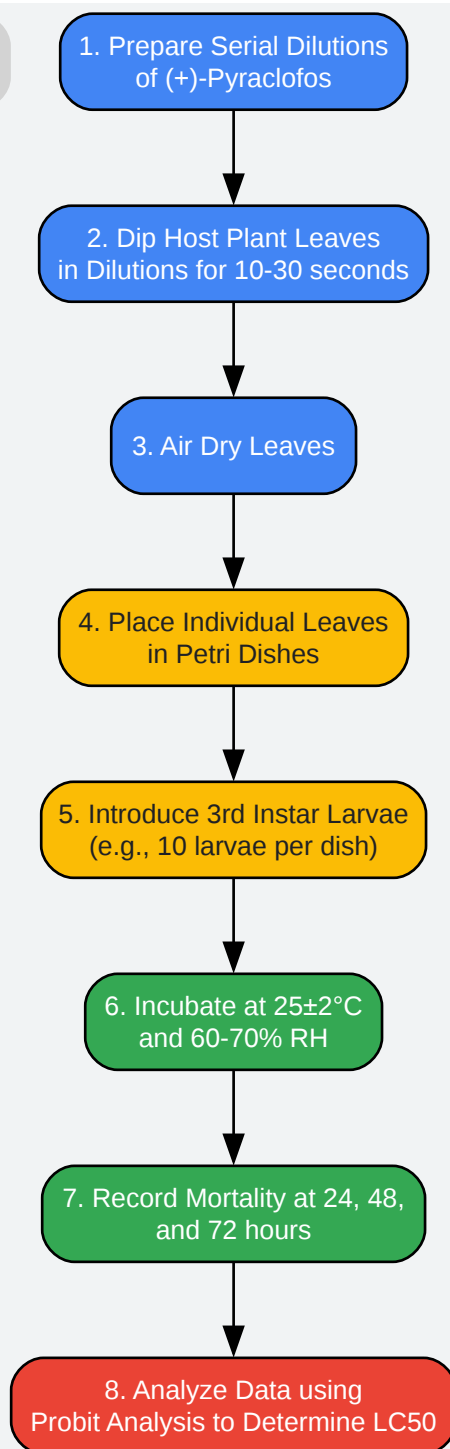 1. Prepare Serial Dilutions
of (+)-Pyraclofos
2. Dip Host Plant Leaves
in Dilutions for 10-30 seconds
3. Air Dry Leaves
4. Place Individual Leaves
in Petri Dishes
5. Introduce 3rd Instar Larvae
(e.g., 10 larvae per dish)
6. Incubate at 25±2°C
and 60-70% RH
7. Record Mortality at 24, 48,
and 72 hours
8. Analyze Data using
Probit Analysis to Determine LC50